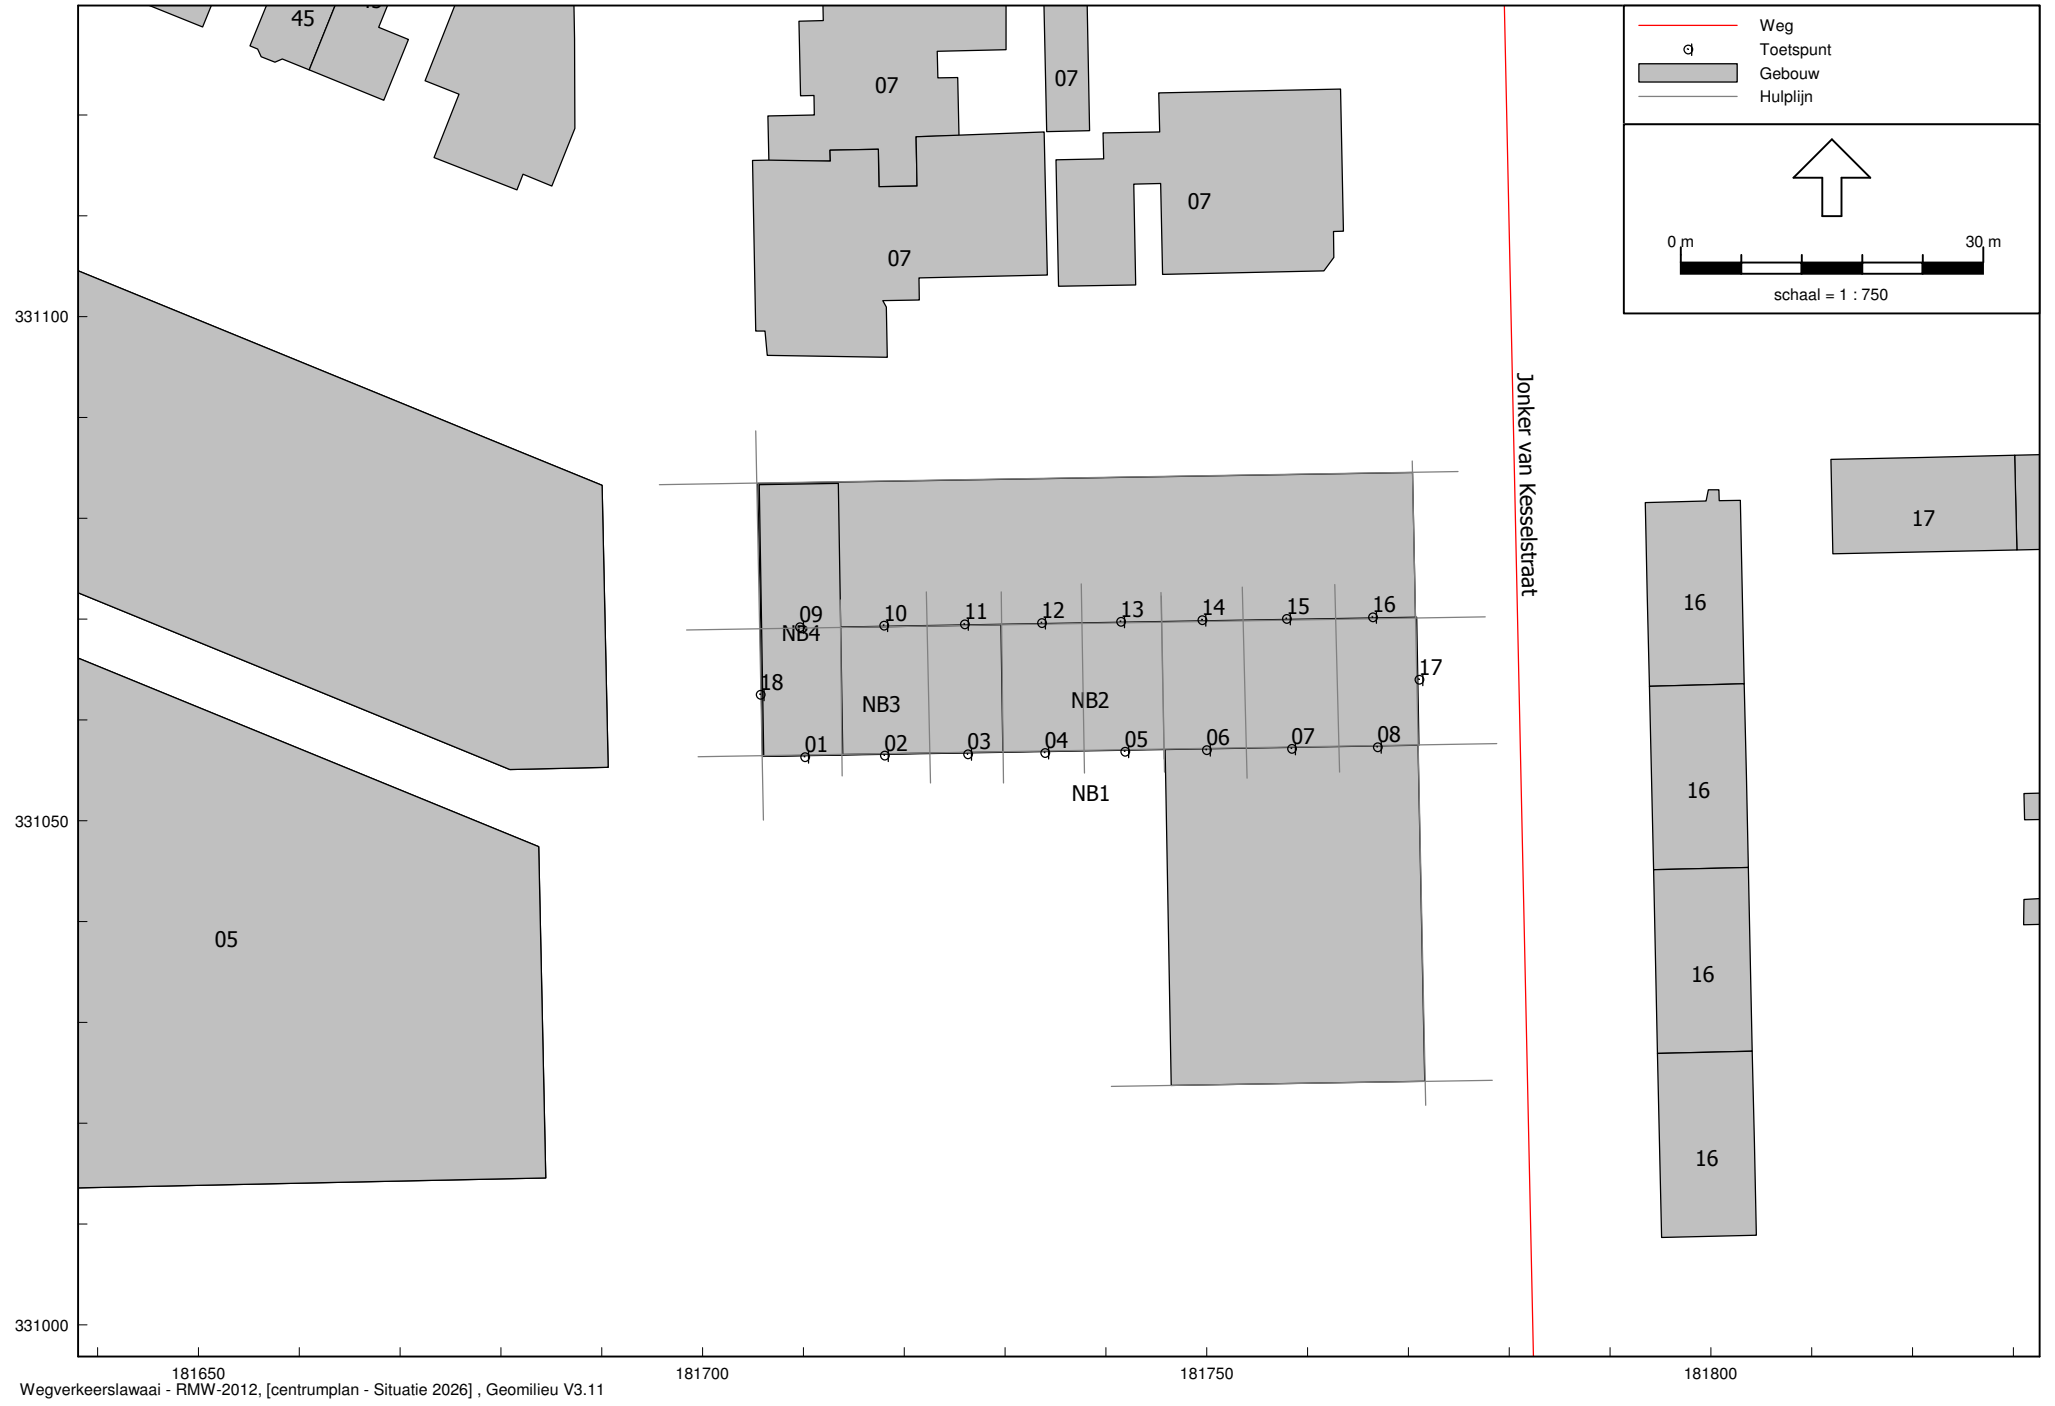 Weg
Toetspunt
Gebouw
Hulplijn
0 m 30 m
schaal = 1 : 750
45
07
07
07
07
331100
Jonker van Kesselstraat
17
16
16
16
16
09 10 11 12 13 14 15 16
NB4
18
17
NB3
NB2
01 02 03 04 05 06 07 08
NB1
331050
05
331000
181650 181700 181750 181800
Wegverkeerslawaai - RMW-2012, [centrumplan - Situatie 2026] , Geomilieu V3.11